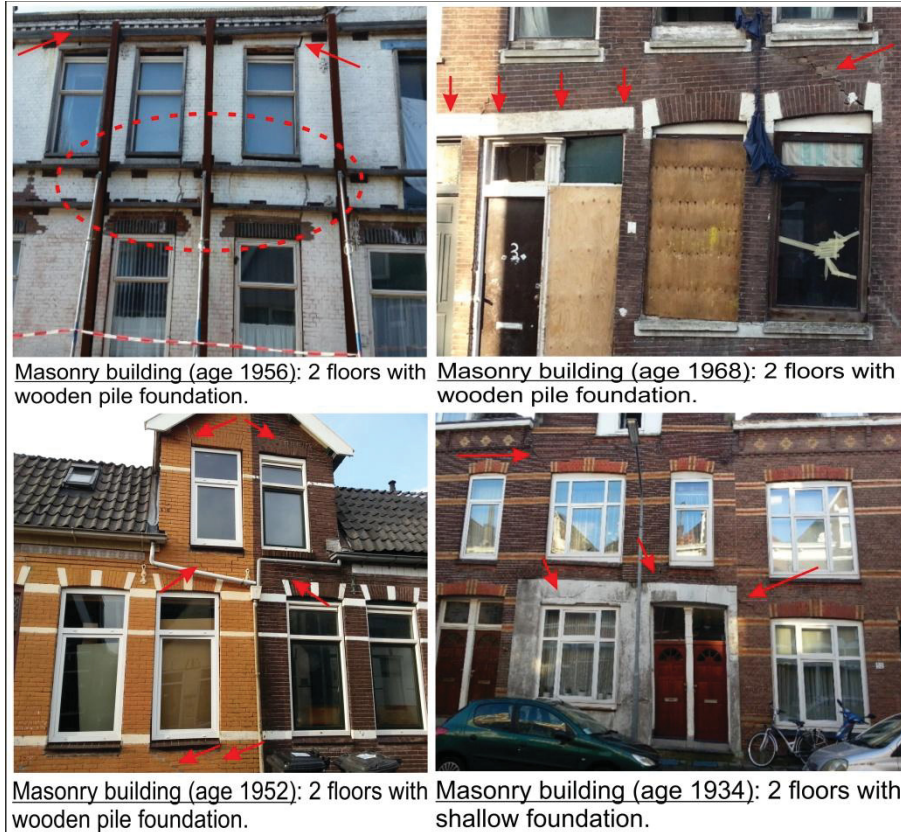 Masonry building (age 1956): 2 floors with
wooden pile foundation.
Masonry building (age 1968): 2 floors with
wooden pile foundation.
3.
Masonry building (age 1952): 2 floors with
wooden pile foundation.
Masonry building (age 1934): 2 floors with
shallow foundation.